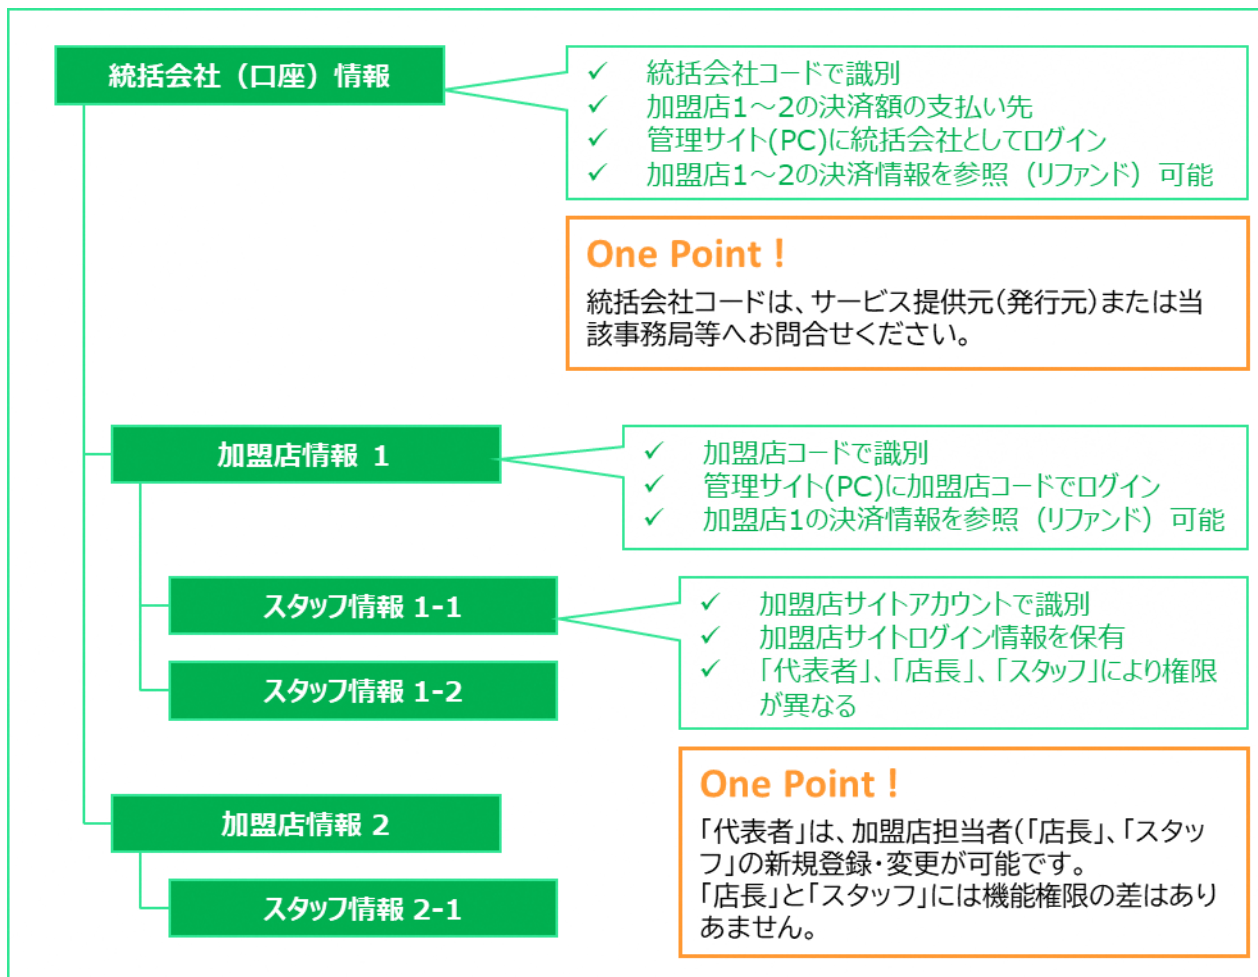 統括会社（口座）情報
✓ 統括会社コードで識別
✓ 加盟店1～2の決済額の支払い先
✓ 管理サイト(PC)に統括会社としてログイン
✓ 加盟店1～2の決済情報を参照（リファンド）可能
One Point！
統括会社コードは、サービス提供元(発行元)または当
該事務局等へお問合せください。
加盟店情報 1
✓ 加盟店コードで識別
✓ 管理サイト(PC)に加盟店コードでログイン
✓ 加盟店1の決済情報を参照（リファンド）可能
スタッフ情報 1-1
✓ 加盟店サイトアカウントで識別
✓ 加盟店サイトログイン情報を保有
✓ 「代表者」、「店長」、「スタッフ」により権限
が異なる
スタッフ情報 1-2
One Point！
「代表者」は、加盟店担当者(「店長」、「スタッ
フ」の新規登録・変更が可能です。
「店長」と「スタッフ」には機能権限の差はあり
あません。
加盟店情報 2
スタッフ情報 2-1